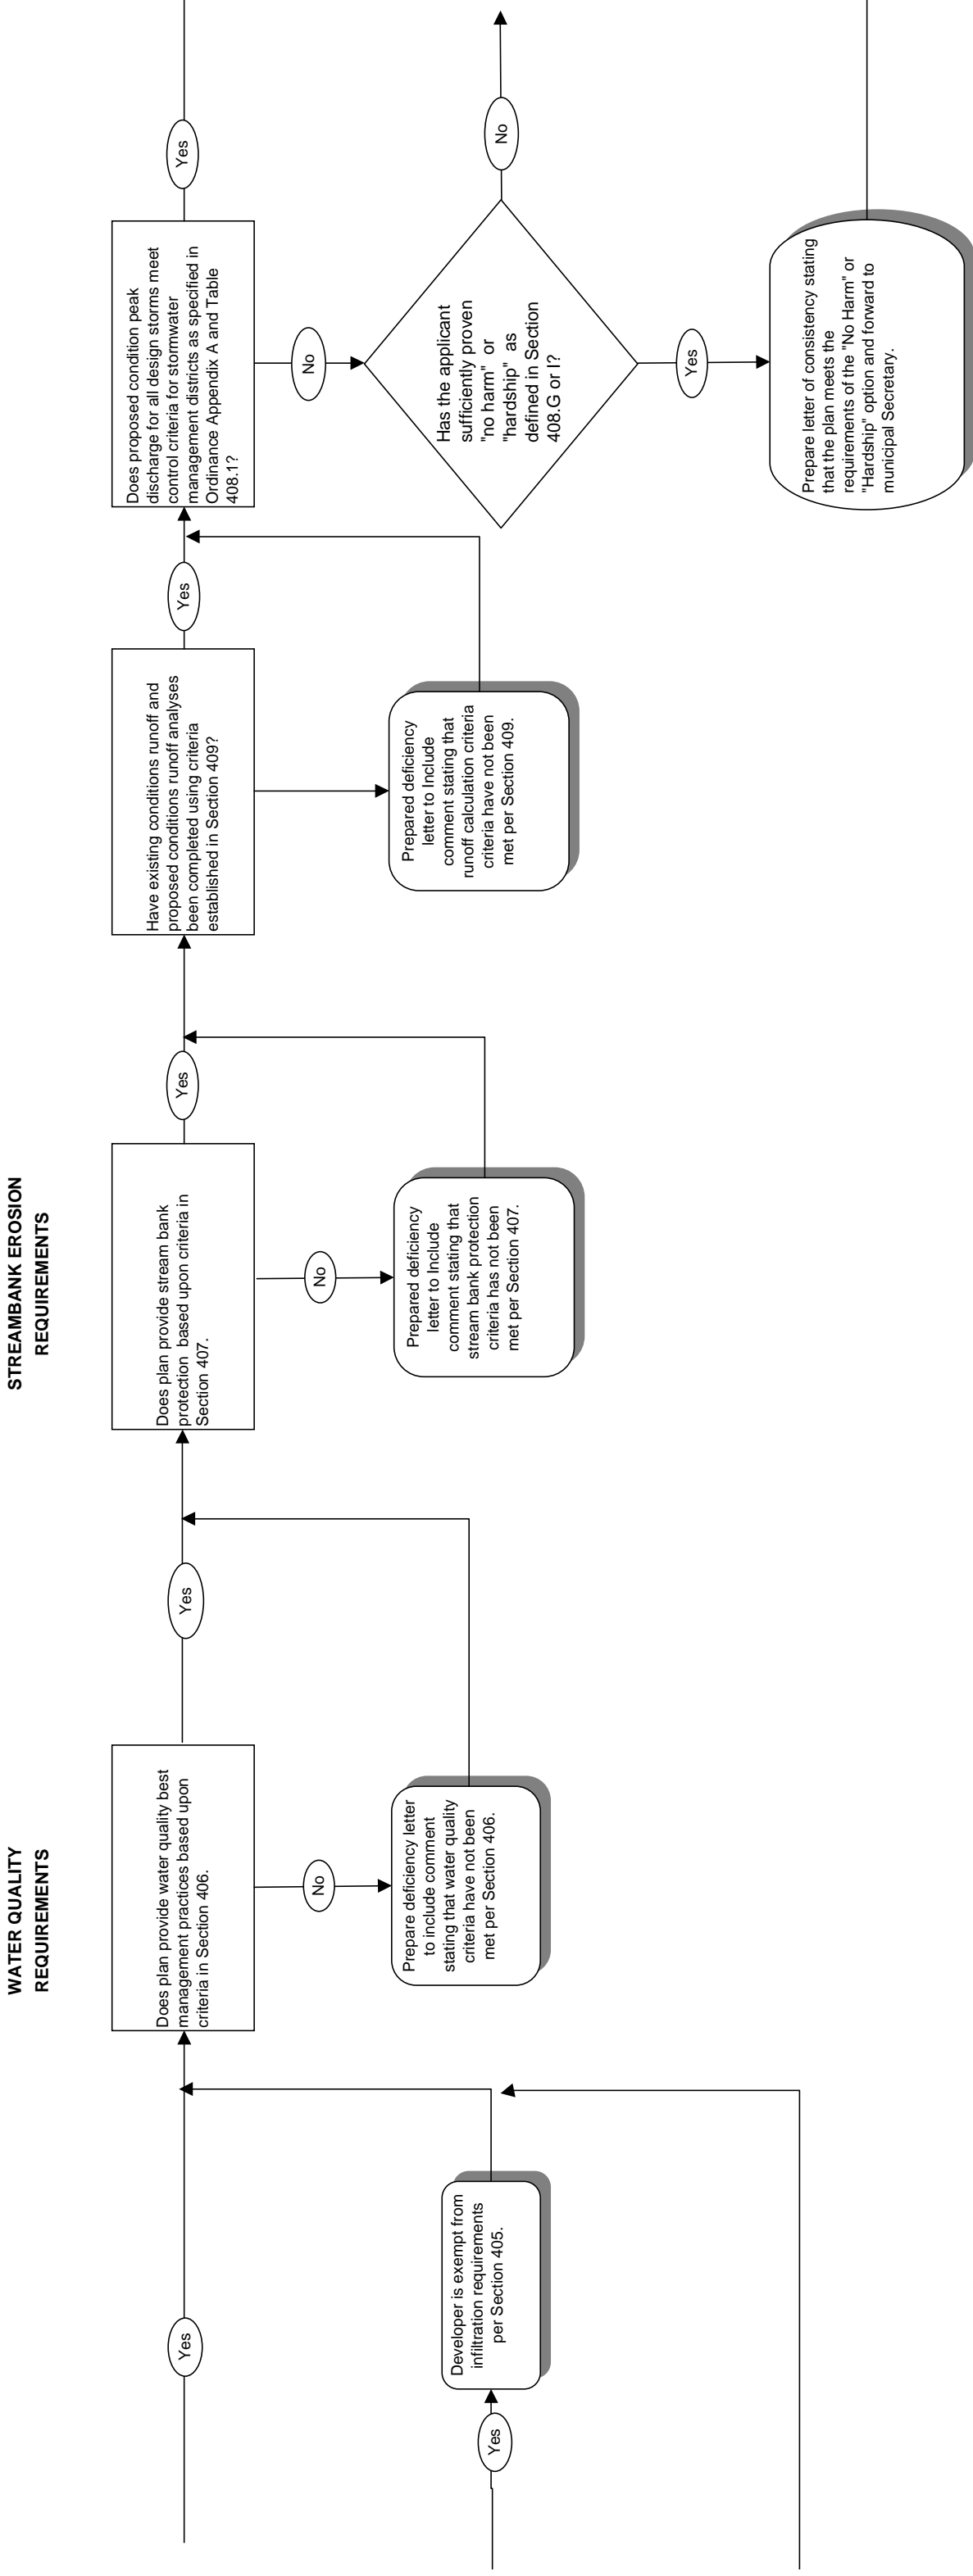 WATER QUALITY
REQUIREMENTS
STREAMBANK EROSION
REQUIREMENTS
Yes
Does plan provide water quality best
management practices based upon
criteria in Section 406.
Yes
Does plan provide stream bank
protection  based upon criteria in
Section 407.
Yes
Have existing conditions runoff and
proposed conditions runoff analyses
been completed using criteria
established in Section 409?
Yes
Does proposed condition peak
discharge for all design storms meet
control criteria for stormwater
management districts as specified in
Ordinance Appendix A and Table
408.1?
Yes
No
No
No
Yes
Developer is exempt from
infiltration requirements
per Section 405.
Prepare deficiency letter
to include comment
stating that water quality
criteria have not been
met per Section 406.
Prepared deficiency
letter to Include
comment stating that
stream bank protection
criteria has not been
met per Section 407.
Prepared deficiency
letter to Include
comment stating that
runoff calculation criteria
criteria have not been
met per Section 409.
Has the applicant
sufficiently proven
"no harm"  or
"hardship"  as
defined in Section
408.G or I?
No
Yes
Prepare letter of consistency stating
that the plan meets the
requirements of the "No Harm" or
"Hardship" option and forward to
municipal Secretary.